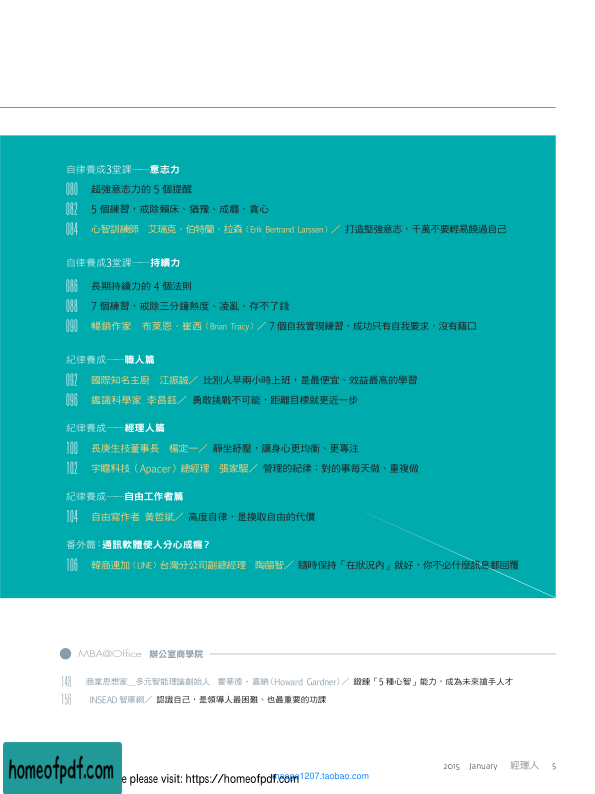 自律養成3堂課──意志力
080 超強意志力的 5 個提醒
082 5 個練習，戒除賴床、猶豫、成癮、貪心
084 心智訓練師 艾瑞克．伯特蘭．拉森（Erik Bertrand Larssen）／ 打造堅強意志，千萬不要輕易饒過自己
自律養成3堂課──持續力
086 長期持續力的 4 個法則
088 7 個練習，戒除三分鐘熱度、凌亂、存不了錢
090 暢銷作家 布萊恩．崔西（Brian Tracy）／ 7 個自我實現練習，成功只有自我要求，沒有藉口
紀律養成──職人篇
092 國際知名主廚 江振誠／ 比別人早兩小時上班，是最便宜、效益最高的學習
096 鑑識科學家 李昌鈺／ 勇敢挑戰不可能，距離目標就更近一步
紀律養成──經理人篇
100 長庚生技董事長 楊定一／ 靜坐紓壓，讓身心更均衡、更專注
102 宇瞻科技（Apacer）總經理 張家騉／ 管理的紀律：對的事每天做、重複做
紀律養成──自由工作者篇
104 自由寫作者 黃哲斌／ 高度自律，是換取自由的代價
番外篇：通訊軟體使人分心成癮？
106 韓商連加（LINE）台灣分公司副總經理 陶韻智／ 隨時保持「在狀況內」就好，你不必什麼訊息都回覆
MBA@Office 辦公室商學院
148 商業思想家＿多元智能理論創始人 霍華德．嘉納（Howard Gardner）／ 鍛鍊「5 種心智」能力，成為未來搶手人才
156 INSEAD 智庫網／ 認識自己，是領導人最困難、也最重要的功課
2015 January 經理人 5
homeofpdf.com
e please visit: https://homeofpdf.com
1207.taobao.com